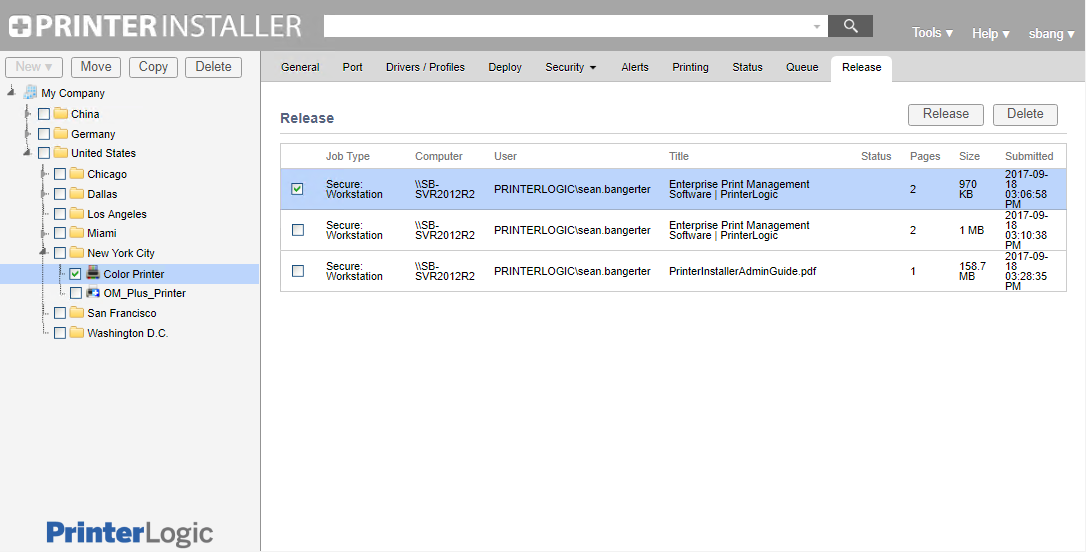 PRINTERINSTALLER
Tools ▾ Help ▾ sbang ▾
New ▾ Move Copy Delete
General Port Drivers / Profiles Deploy Security ▾ Alerts Printing Status Queue Release
My Company
China
Germany
United States
Chicago
Dallas
Los Angeles
Miami
New York City
Color Printer
OM_Plus_Printer
San Francisco
Washington D.C.
PrinterLogic
Release
Release Delete
Job Type Computer User Title Status Pages Size Submitted
Secure:
Workstation
\\SB-
SVR2012R2
PRINTERLOGIC\sean.bangerter
Enterprise Print Management
Software | PrinterLogic
2
970
KB
2017-09-
18
03:06:58
PM
Secure:
Workstation
\\SB-
SVR2012R2
PRINTERLOGIC\sean.bangerter
Enterprise Print Management
Software | PrinterLogic
2
1 MB
2017-09-
18
03:10:38
PM
Secure:
Workstation
\\SB-
SVR2012R2
PRINTERLOGIC\sean.bangerter
PrinterInstallerAdminGuide.pdf
1
158.7
MB
2017-09-
18
03:28:35
PM